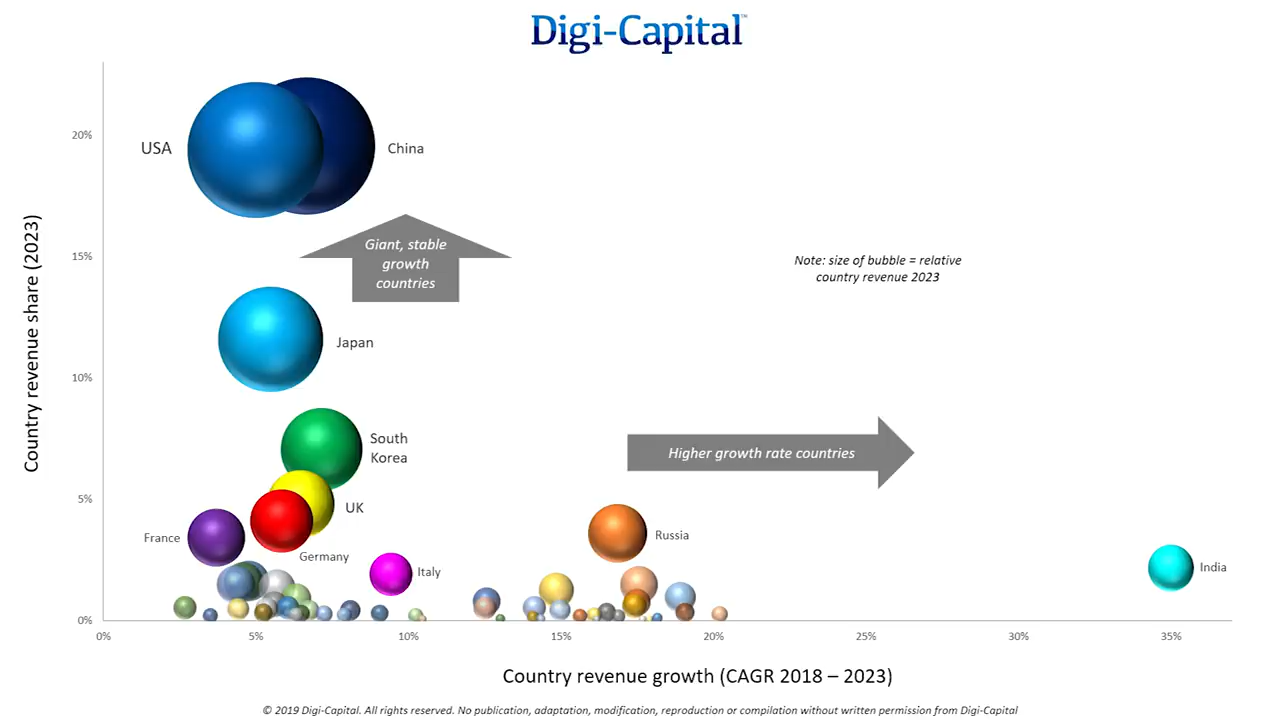 Digi-Capital™
20%
15%
10%
5%
0%
Country revenue share (2023)
USA
China
Giant, stable
growth
countries
Note: size of bubble = relative
country revenue 2023
Japan
South
Korea
Higher growth rate countries
UK
France
Germany
Russia
Italy
India
0%
5%
10%
15%
20%
25%
30%
35%
Country revenue growth (CAGR 2018 – 2023)
© 2019 Digi-Capital. All rights reserved. No publication, adaptation, modification, reproduction or compilation without written permission from Digi-Capital